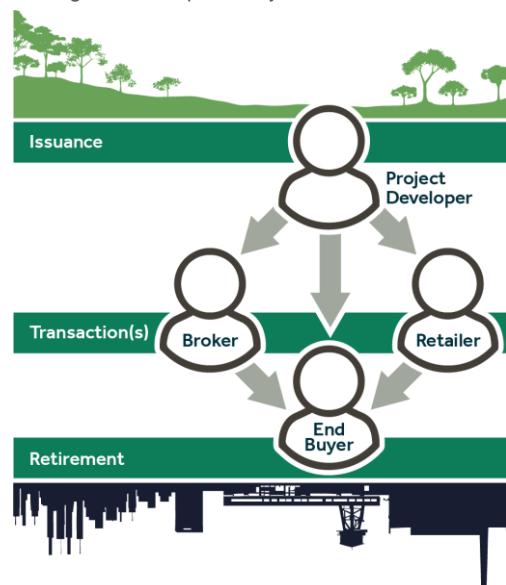 Issuance
Project
Developer
Transaction(s)
Broker
Retailer
End
Buyer
Retirement